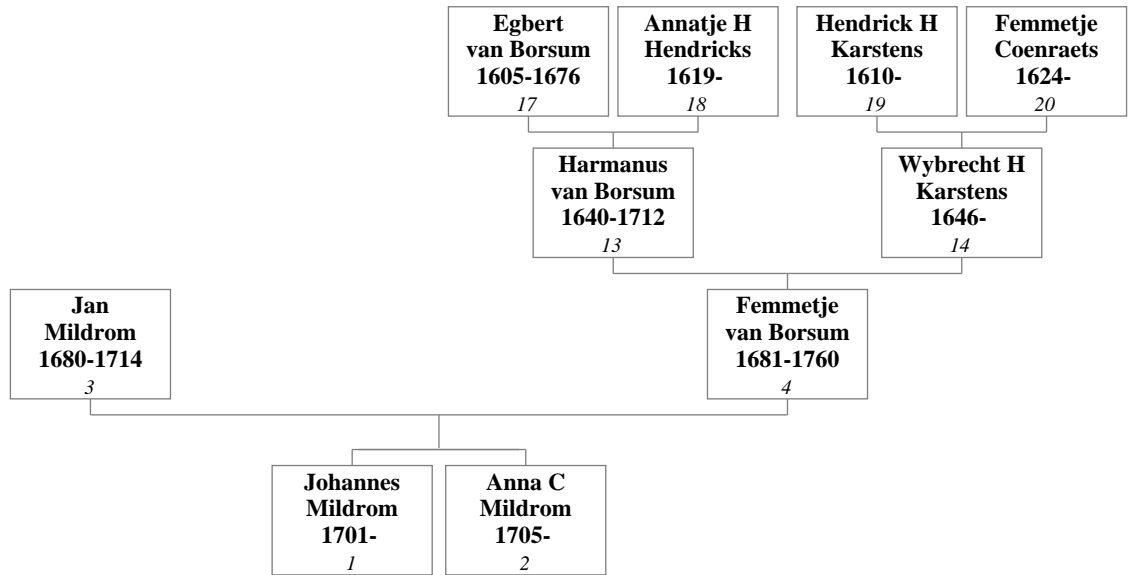 Egbert
van Borsum
1605-1676
17
Annatje H
Hendricks
1619-
18
Hendrick H
Karstens
1610-
19
Femmetje
Coenraets
1624-
20
Harmanus
van Borsum
1640-1712
13
Wybrecht H
Karstens
1646-
14
Jan
Mildrom
1680-1714
3
Femmetje
van Borsum
1681-1760
4
Johannes
Mildrom
1701-
1
Anna C
Mildrom
1705-
2